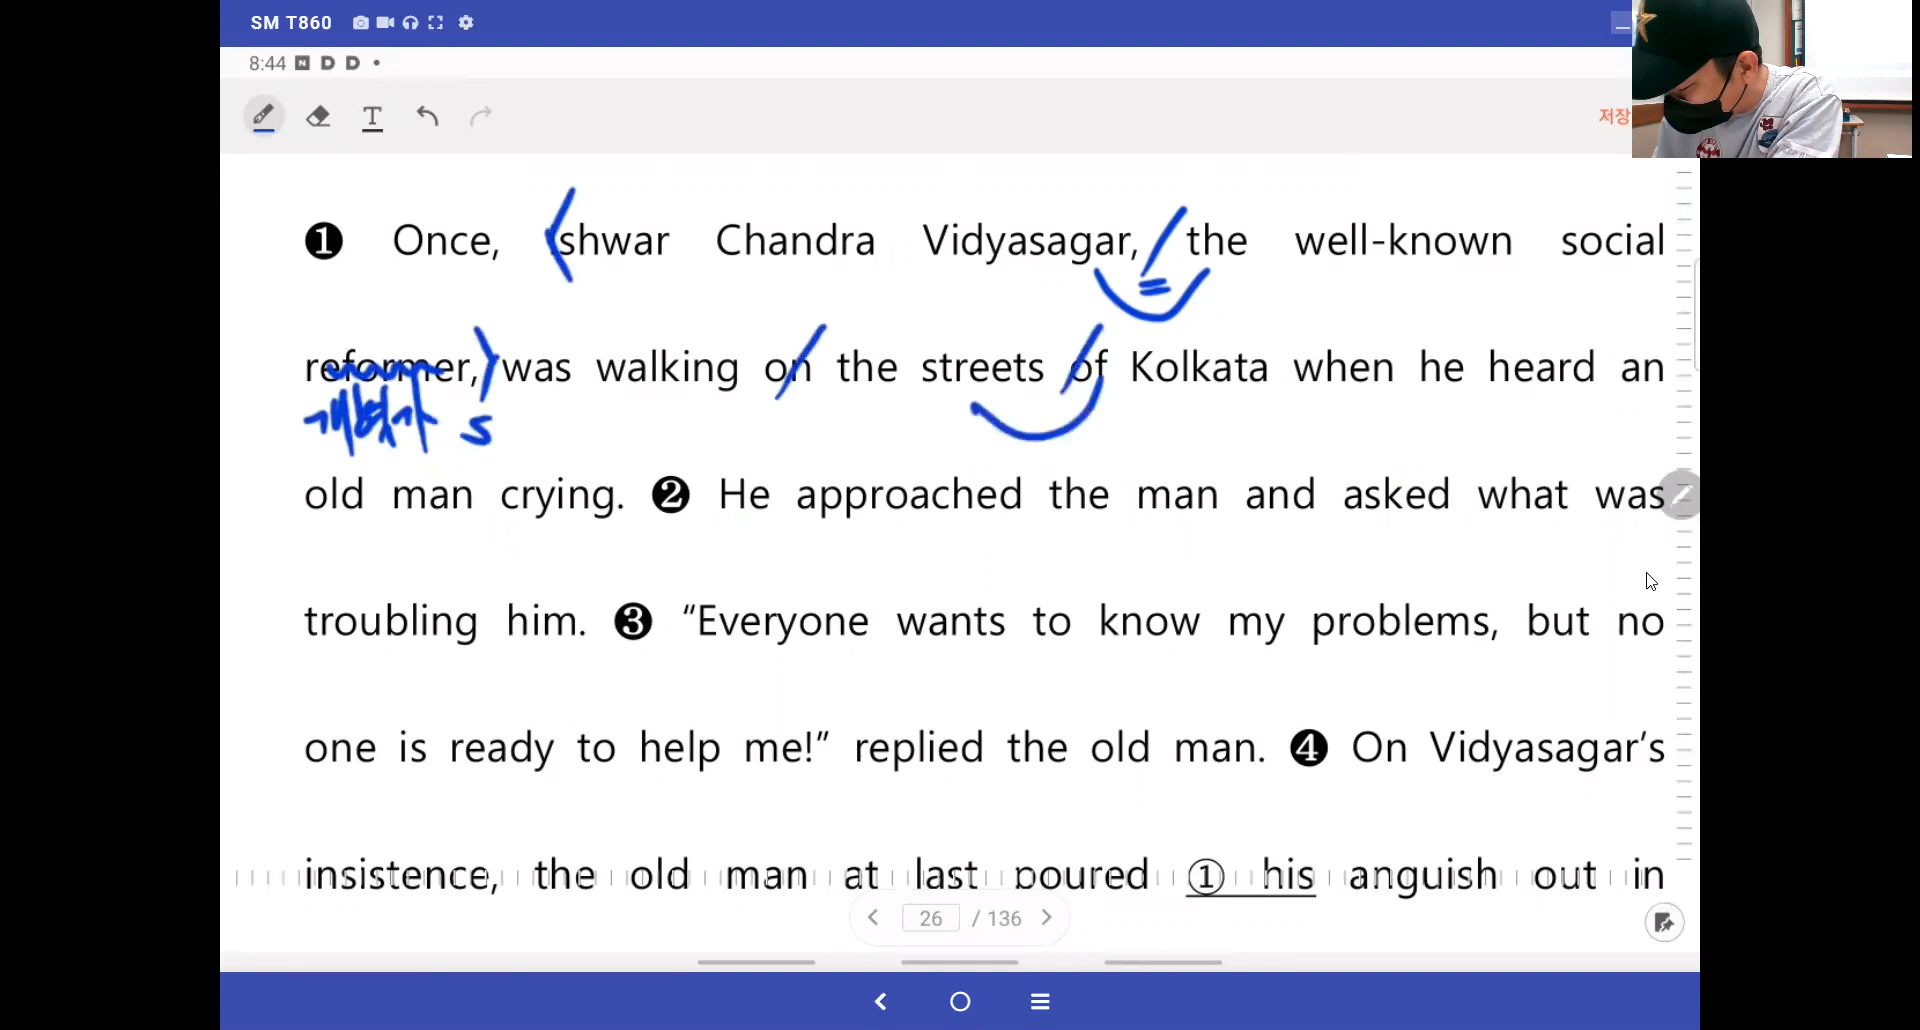 SM T860
8:44 N D D •
T
저장
❶ Once, Ishwar Chandra Vidyasagar, the well-known social
reformer, was walking on the streets of Kolkata when he heard an
개혁가 S
old man crying. ❷ He approached the man and asked what was
troubling him. ❸ “Everyone wants to know my problems, but no
one is ready to help me!” replied the old man. ❹ On Vidyasagar’s
insistence, the old man at last poured ① his anguish out in
26 / 136